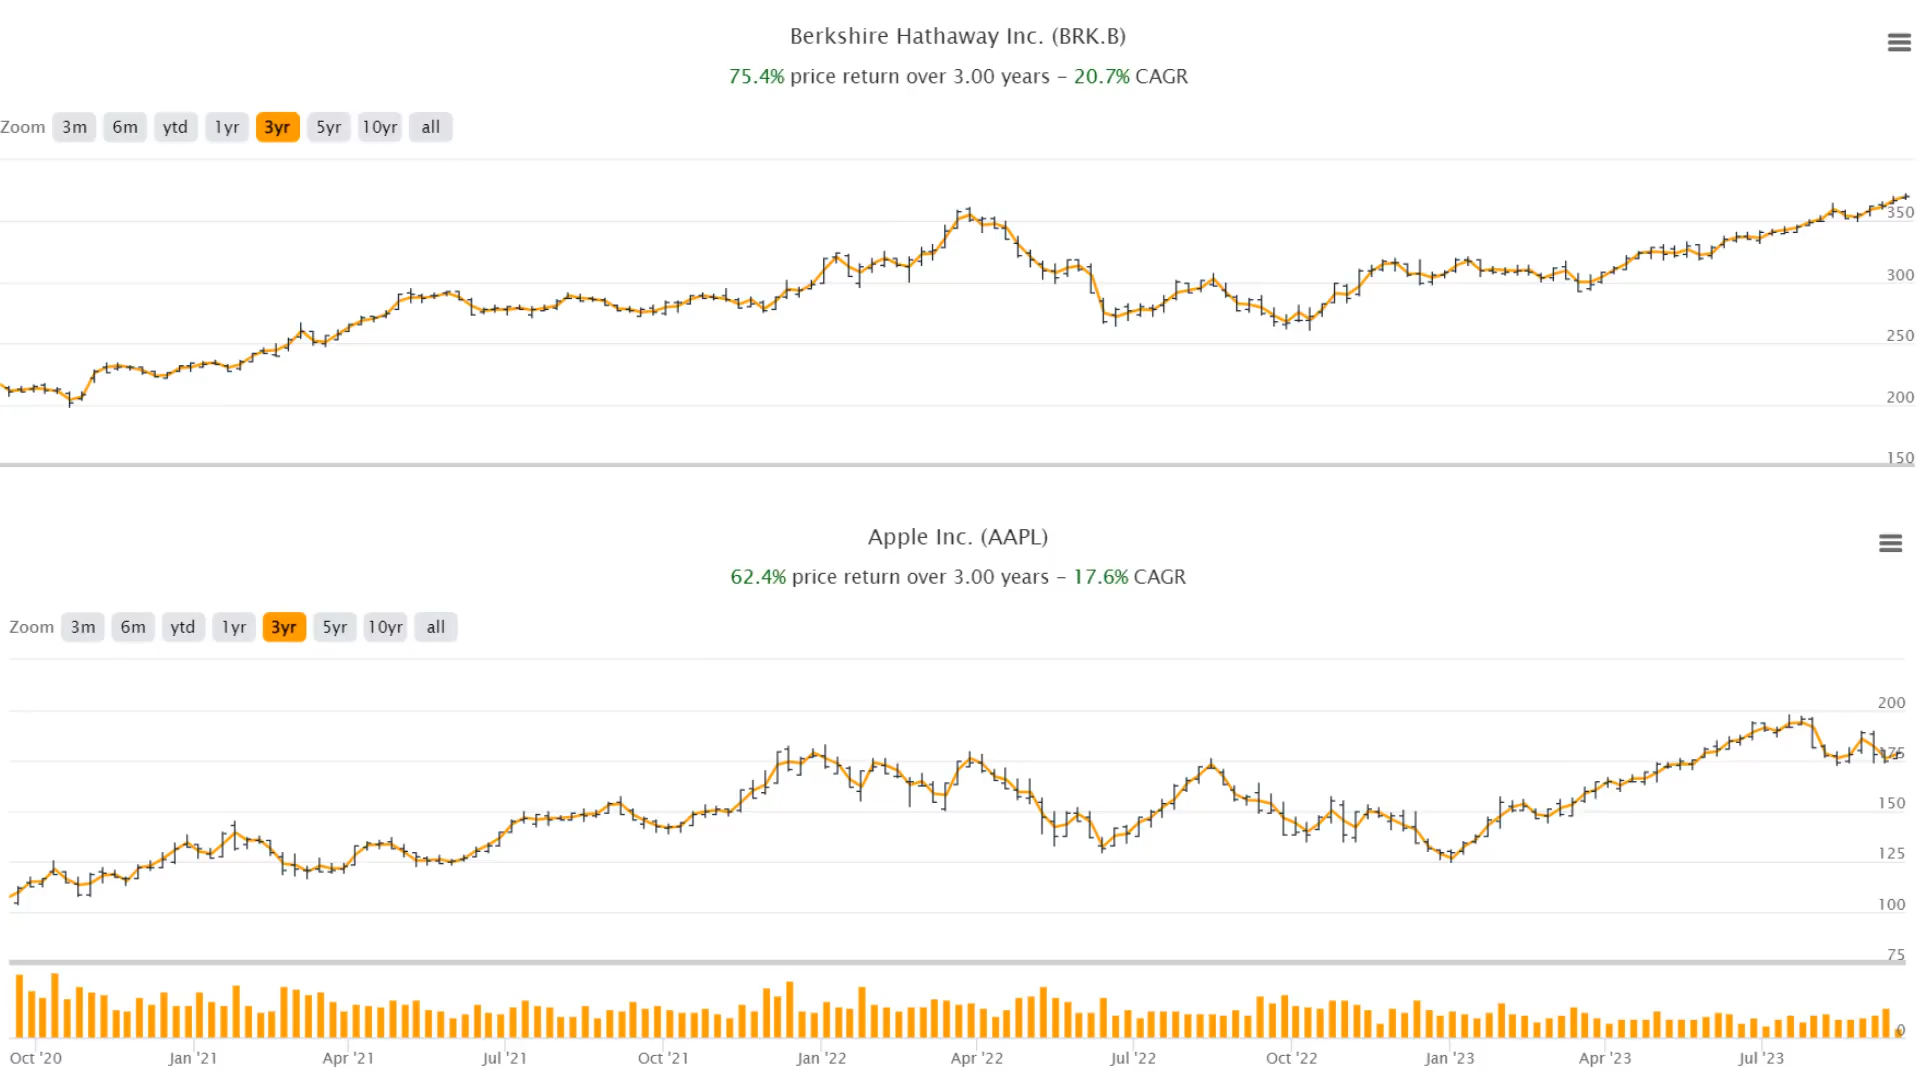 Berkshire Hathaway Inc. (BRK.B)
75.4% price return over 3.00 years – 20.7% CAGR
Zoom 3m 6m ytd 1yr 3yr 5yr 10yr all
350
300
250
200
150
Apple Inc. (AAPL)
62.4% price return over 3.00 years – 17.6% CAGR
Zoom 3m 6m ytd 1yr 3yr 5yr 10yr all
200
175
150
125
100
75
0
Oct '20 Jan '21 Apr '21 Jul '21 Oct '21 Jan '22 Apr '22 Jul '22 Oct '22 Jan '23 Apr '23 Jul '23